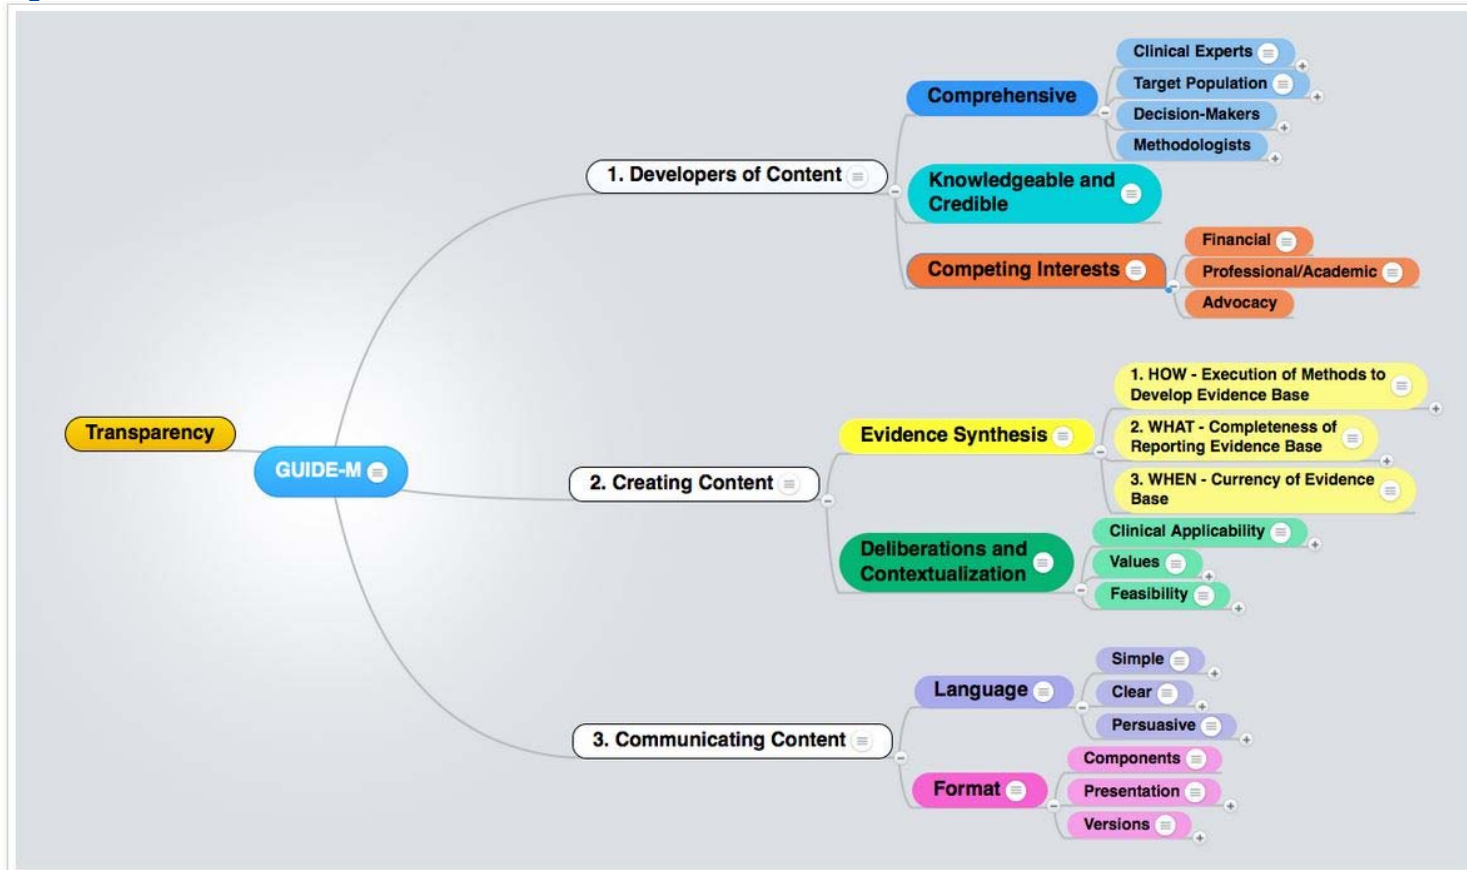 Transparency
GUIDE-M
1. Developers of Content
Comprehensive
Clinical Experts
Target Population
Decision-Makers
Methodologists
Knowledgeable and
Credible
Competing Interests
Financial
Professional/Academic
Advocacy
2. Creating Content
Evidence Synthesis
1. HOW - Execution of Methods to
Develop Evidence Base
2. WHAT - Completeness of
Reporting Evidence Base
3. WHEN - Currency of Evidence
Base
Deliberations and
Contextualization
Clinical Applicability
Values
Feasibility
3. Communicating Content
Language
Simple
Clear
Persuasive
Format
Components
Presentation
Versions